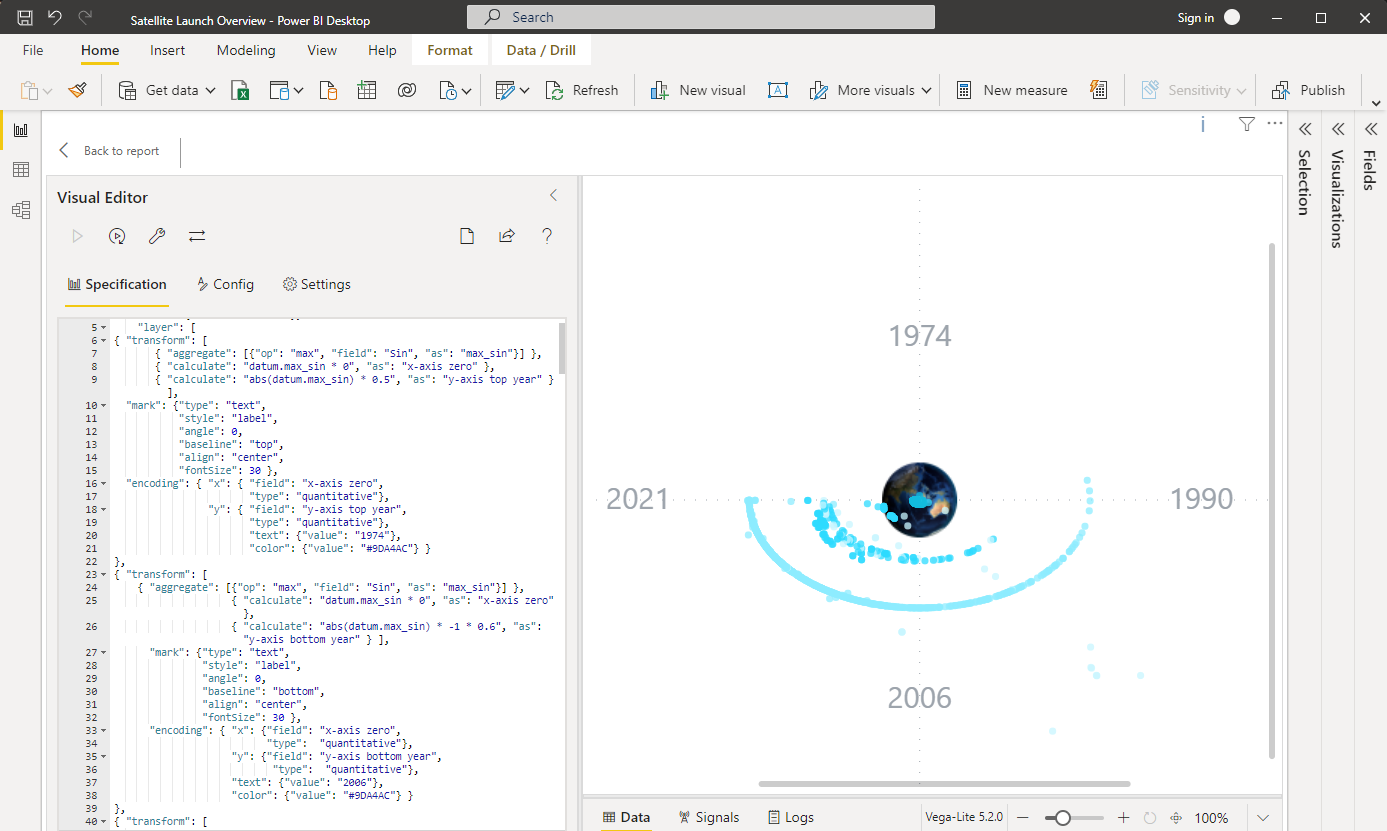 Satellite Launch Overview - Power BI Desktop
Search
Sign in
File Home Insert Modeling View Help Format Data / Drill
Get data Refresh New visual A More visuals New measure Sensitivity Publish
Back to report
Visual Editor
?
Specification Config Settings
5 "layer": [
6 { "transform": [
7 { "aggregate": [{"op": "max", "field": "Sin", "as": "max_sin"}] },
8 { "calculate": "datum.max_sin * 0", "as": "x-axis zero" },
9 { "calculate": "abs(datum.max_sin) * 0.5", "as": "y-axis top year" }
],
10 "mark": {"type": "text",
11 "style": "label",
12 "angle": 0,
13 "baseline": "top",
14 "align": "center",
15 "fontSize": 30 },
16 "encoding": { "x": { "field": "x-axis zero",
17 "type": "quantitative"},
18 "y": { "field": "y-axis top year",
19 "type": "quantitative"},
20 "text": {"value": "1974"},
21 "color": {"value": "#9DA4AC"} }
22 },
23 { "transform": [
24 { "aggregate": [{"op": "max", "field": "Sin", "as": "max_sin"}] },
25 { "calculate": "datum.max_sin * 0", "as": "x-axis zero"
},
26 { "calculate": "abs(datum.max_sin) * -1 * 0.6", "as":
"y-axis bottom year" } ],
27 "mark": {"type": "text",
28 "style": "label",
29 "angle": 0,
30 "baseline": "bottom",
31 "align": "center",
32 "fontSize": 30 },
33 "encoding": { "x": {"field": "x-axis zero",
34 "type": "quantitative"},
35 "y": {"field": "y-axis bottom year",
36 "type": "quantitative"},
37 "text": {"value": "2006"},
38 "color": {"value": "#9DA4AC"} }
39 },
40 { "transform": [
1974
2021
1990
2006
Data Signals Logs
Vega-Lite 5.2.0
100%
Selection
Visualizations
Fields